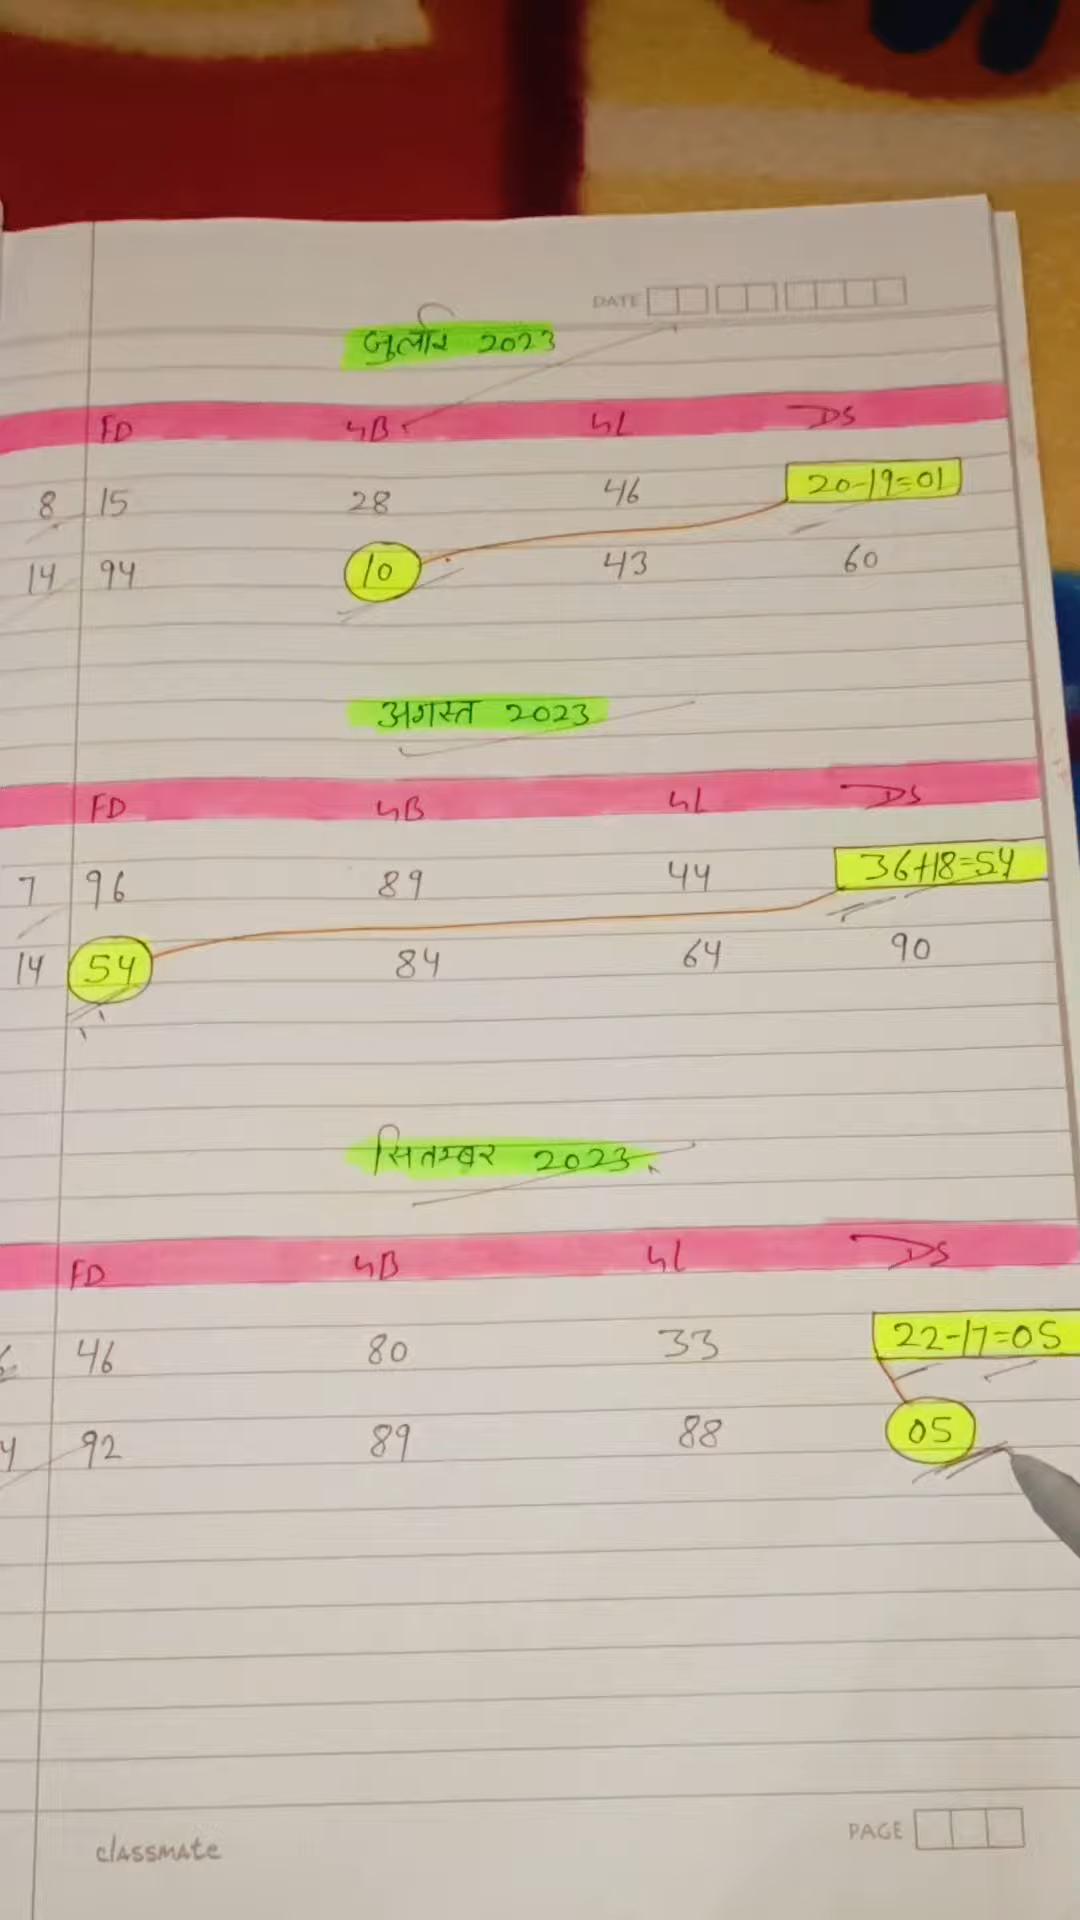 DATE
जुलाई 2023
FD GB GL DS
8 15 28 46 20-19=01
14 94 10 43 60
अगस्त 2023
FD GB GL DS
7 96 89 44 36+18=54
14 54 84 64 90
सितम्बर 2023
FD GB GL DS
46 80 33 22-17=05
92 89 88 05
classmate
PAGE